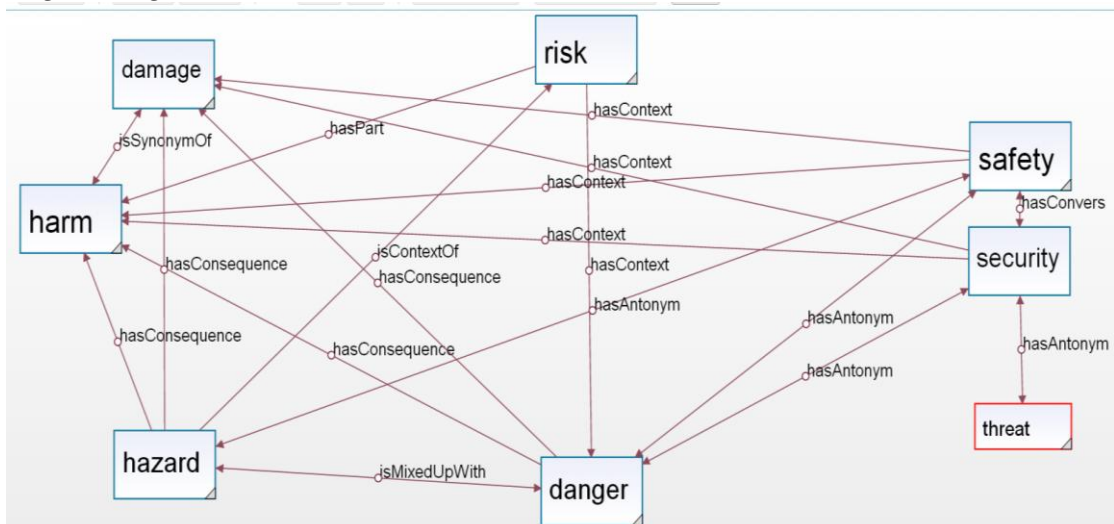 risk
damage
hasContext
hasPart
isSynonymOf
safety
hasContext
hasContext
hasConvers
harm
hasContext
isContextOf
security
hasConsequence
hasContext
hasConsequence
hasAntonym
hasAntonym
hasConsequence
hasAntonym
hasConsequence
hasAntonym
threat
hazard
isMixedUpWith
danger